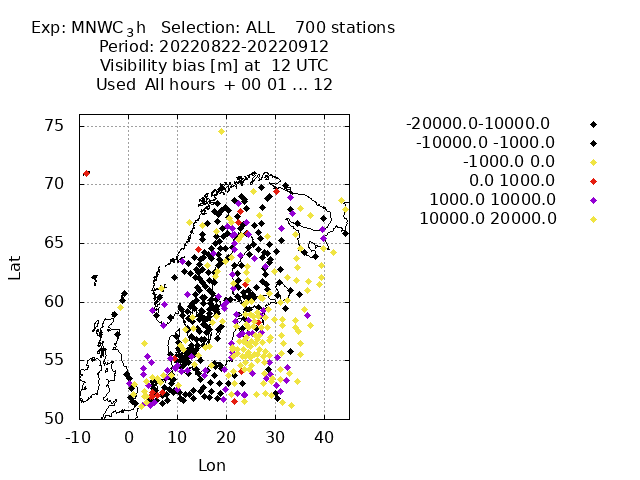 Exp: MNWC_3h Selection: ALL 700 stations
Period: 20220822-20220912
Visibility bias [m] at 12 UTC
Used All hours + 00 01 ... 12
-20000.0-10000.0
-10000.0 -1000.0
-1000.0 0.0
0.0 1000.0
1000.0 10000.0
10000.0 20000.0
75
70
65
60
55
50
Lat
-10 0 10 20 30 40
Lon